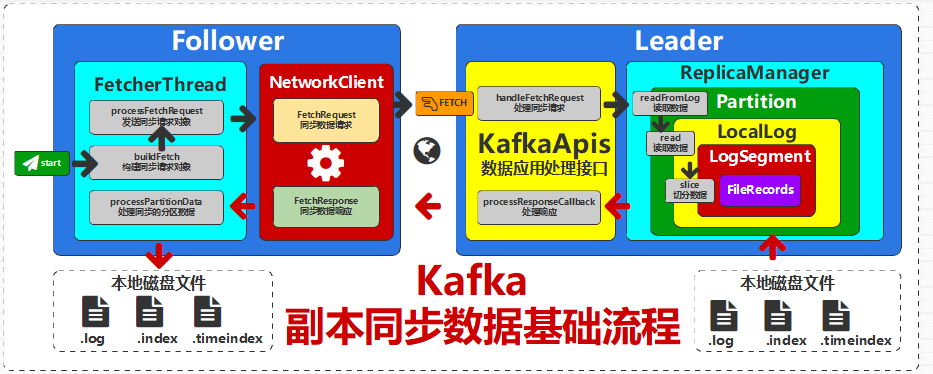 Follower
FetcherThread
processFetchRequest
发送同步请求对象
start
buildFetch
构建同步请求对象
processPartitionData
处理同步的分区数据
NetworkClient
FetchRequest
同步数据请求
FetchResponse
同步数据响应
FETCH
Leader
handleFetchRequest
处理同步请求
KafkaApis
数据应用处理接口
processResponseCallback
处理响应
ReplicaManager
readFromLog
读取数据
Partition
read
读取数据
LocalLog
LogSegment
slice
切分数据
FileRecords
本地磁盘文件
.log
.index
.timeindex
Kafka
副本同步数据基础流程
本地磁盘文件
.log
.index
.timeindex